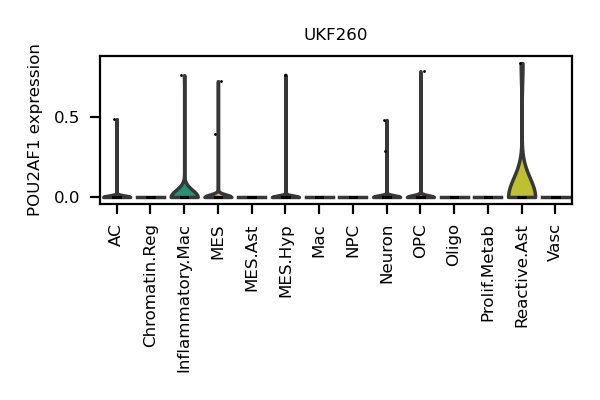 UKF260
POU2AF1 expression
0.5
0.0
AC
Chromatin.Reg
Inflammatory.Mac
MES
MES.Ast
MES.Hyp
Mac
NPC
Neuron
OPC
Oligo
Prolif.Metab
Reactive.Ast
Vasc